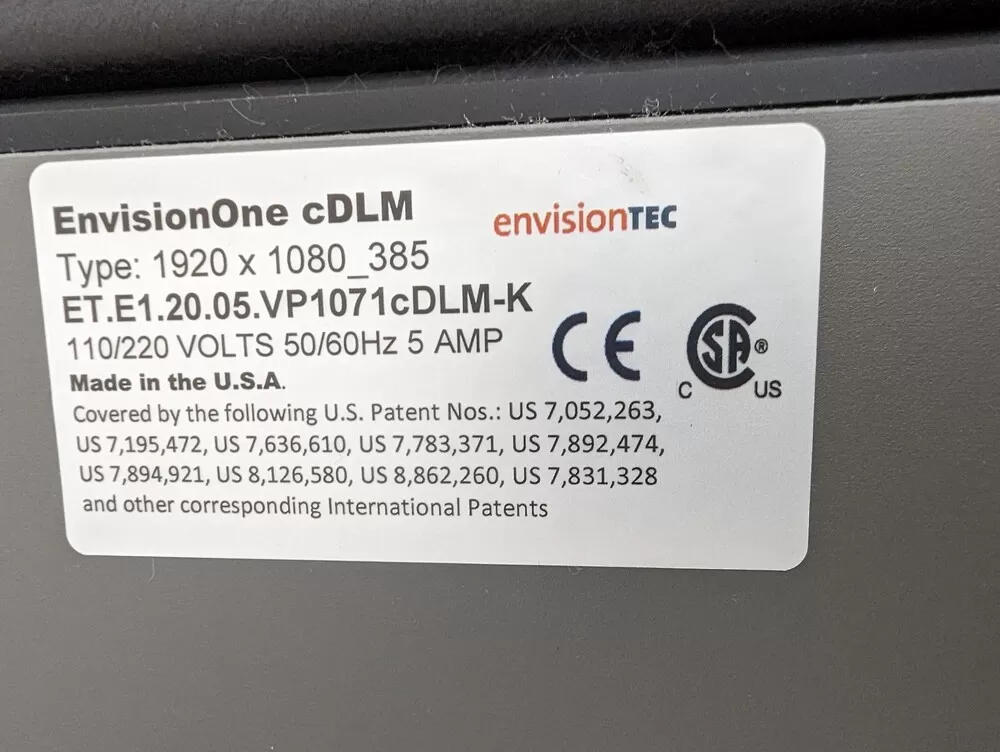 EnvisionOne cDLM
envisionTEC
Type: 1920 x 1080_385
ET.E1.20.05.VP1071cDLM-K
110/220 VOLTS 50/60Hz 5 AMP
CE
C SA ® US
Made in the U.S.A.
Covered by the following U.S. Patent Nos.: US 7,052,263,
US 7,195,472, US 7,636,610, US 7,783,371, US 7,892,474,
US 7,894,921, US 8,126,580, US 8,862,260, US 7,831,328
and other corresponding International Patents